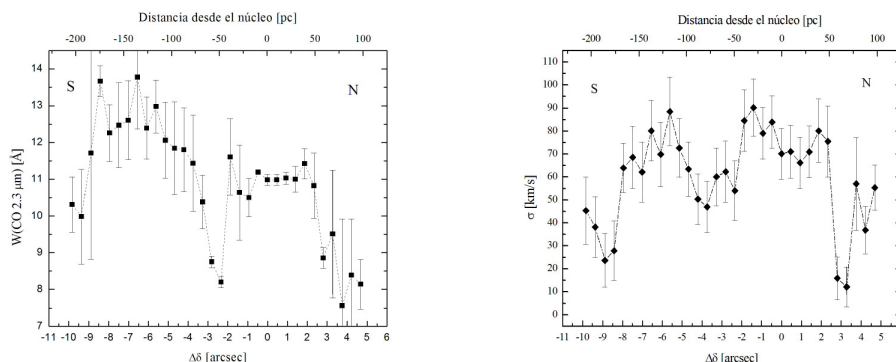 Distancia desde el núcleo [pc]
-200 -150 -100 -50 0 50 100
S
N
W(CO 2.3 μm) [Å]
14
13
12
11
10
9
8
7
-11 -10 -9 -8 -7 -6 -5 -4 -3 -2 -1 0 1 2 3 4 5 6
Δδ [arcsec]
Distancia desde el núcleo [pc]
-200 -150 -100 -50 0 50 100
S
N
σ [km/s]
110
100
90
80
70
60
50
40
30
20
10
0
-11 -10 -9 -8 -7 -6 -5 -4 -3 -2 -1 0 1 2 3 4 5
Δδ [arcsec]